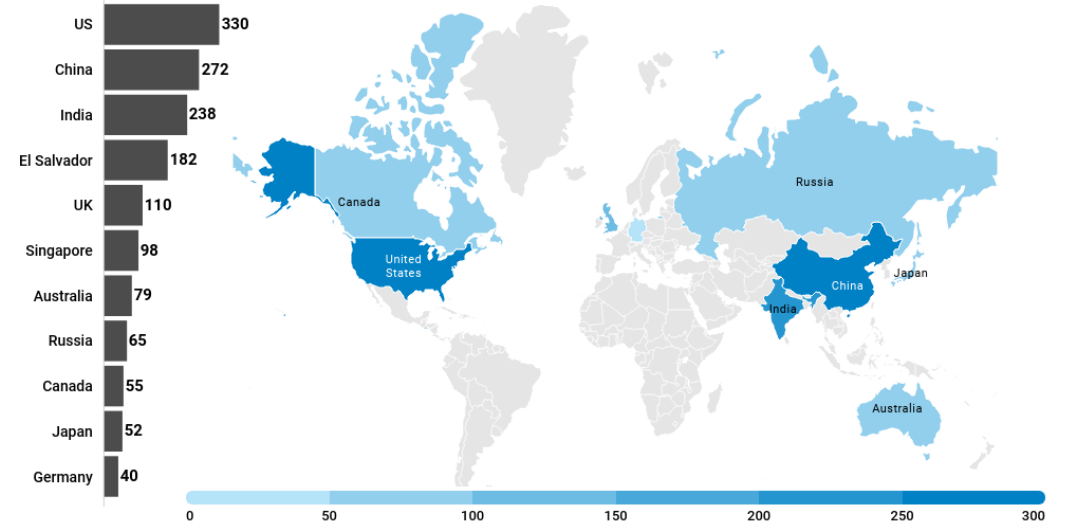 US 330
China 272
India 238
El Salvador 182
UK 110
Singapore 98
Australia 79
Russia 65
Canada 55
Japan 52
Germany 40
Canada
United
States
Russia
Japan
China
India
Australia
0 50 100 150 200 250 300